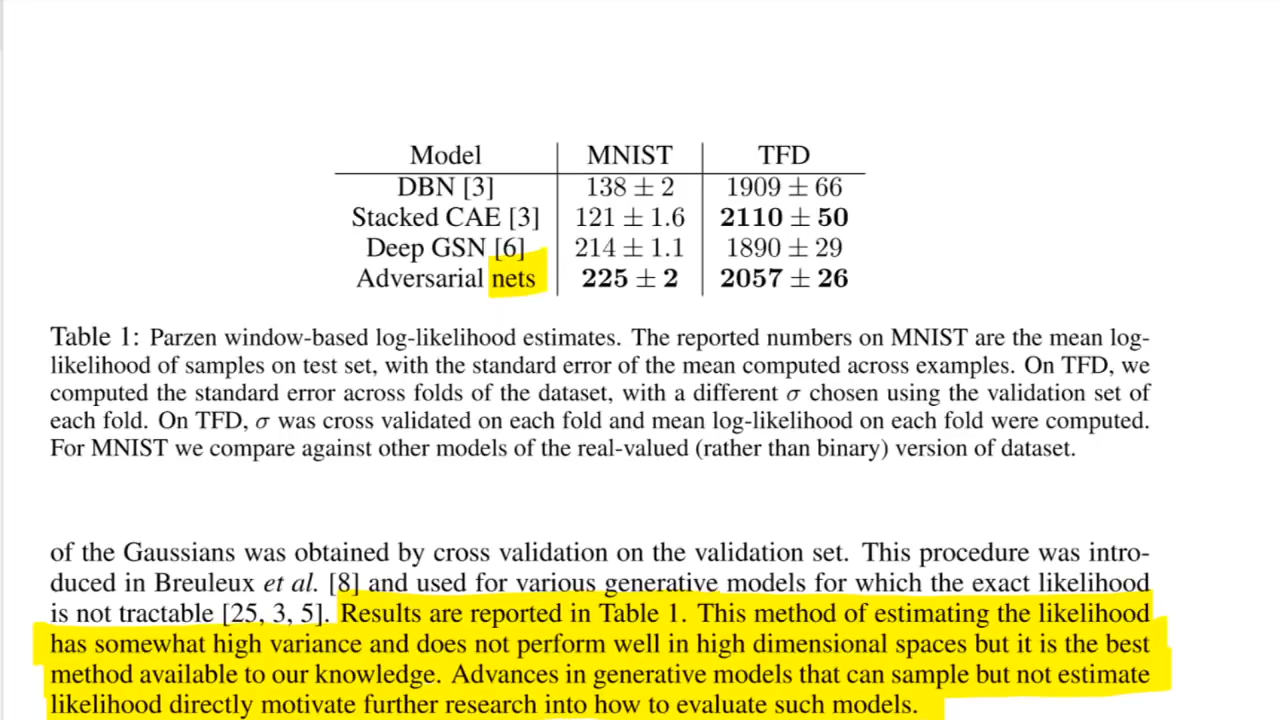 Model MNIST TFD
DBN [3] 138 ± 2 1909 ± 66
Stacked CAE [3] 121 ± 1.6 2110 ± 50
Deep GSN [6] 214 ± 1.1 1890 ± 29
Adversarial nets 225 ± 2 2057 ± 26
Table 1: Parzen window-based log-likelihood estimates. The reported numbers on MNIST are the mean log-
likelihood of samples on test set, with the standard error of the mean computed across examples. On TFD, we
computed the standard error across folds of the dataset, with a different σ chosen using the validation set of
each fold. On TFD, σ was cross validated on each fold and mean log-likelihood on each fold were computed.
For MNIST we compare against other models of the real-valued (rather than binary) version of dataset.
of the Gaussians was obtained by cross validation on the validation set. This procedure was intro-
duced in Breuleux et al. [8] and used for various generative models for which the exact likelihood
is not tractable [25, 3, 5]. Results are reported in Table 1. This method of estimating the likelihood
has somewhat high variance and does not perform well in high dimensional spaces but it is the best
method available to our knowledge. Advances in generative models that can sample but not estimate
likelihood directly motivate further research into how to evaluate such models.